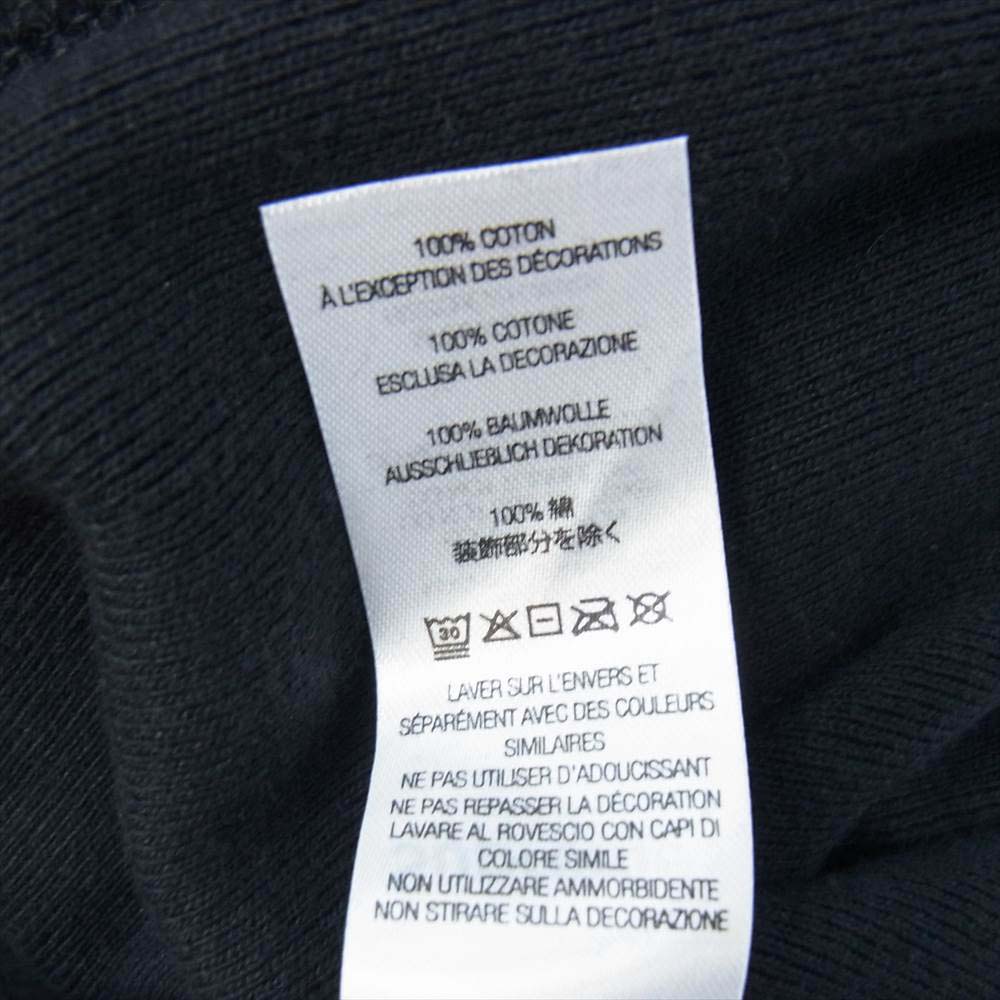 100% COTON
À L'EXCEPTION DES DÉCORATIONS
100% COTONE
ESCLUSA LA DECORAZIONE
100% BAUMWOLLE
AUSSCHLIEBLICH DEKORATION
100% 綿
装飾部分を除く
30
LAVER SUR L'ENVERS ET
SÉPARÉMENT AVEC DES COULEURS
SIMILAIRES
NE PAS UTILISER D'ADOUCISSANT
NE PAS REPASSER LA DÉCORATION
LAVARE AL ROVESCIO CON CAPI DI
COLORE SIMILE
NON UTILIZZARE AMMORBIDENTE
NON STIRARE SULLA DECORAZIONE